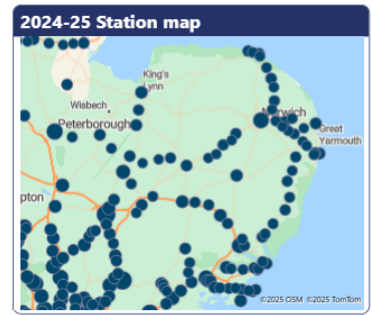 2024-25 Station map
King's
Lynn
Wisbech
Norwich
Peterborough
Great
Yarmouth
pton
©2025 OSM ©2025 TomTom